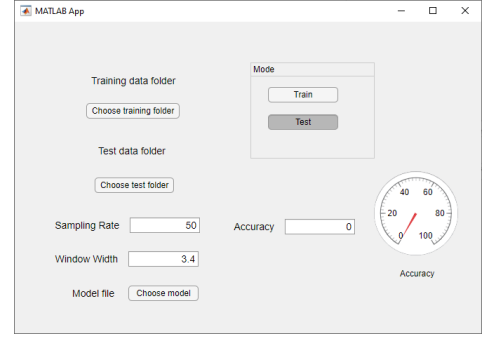 MATLAB App
Training data folder
Choose training folder
Test data folder
Choose test folder
Mode
Train
Test
Sampling Rate 50
Window Width 3.4
Model file Choose model
Accuracy 0
0 20 40 60 80 100
Accuracy